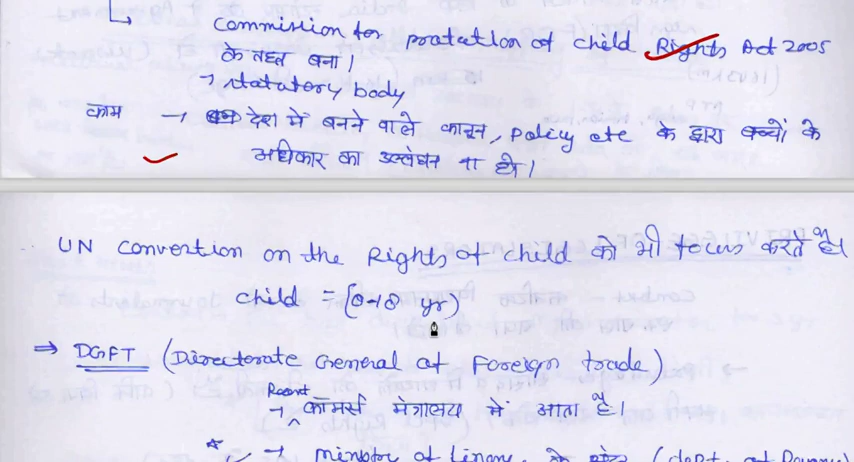 ↳ Commission for protection of child Rights Act 2005
के तहत बना।
→ statutory body
काम → देश में बनने वाले कानून, policy etc के द्वारा बच्चों के
अधिकार का उल्लंघन ना हो।
UN Convention on the Rights of child को भी focus करते हैं।
child = (0-18 yr)
⇒ DGFT (Directorate General of Foreign trade)
→ कॉमर्स मंत्रालय में आता है।